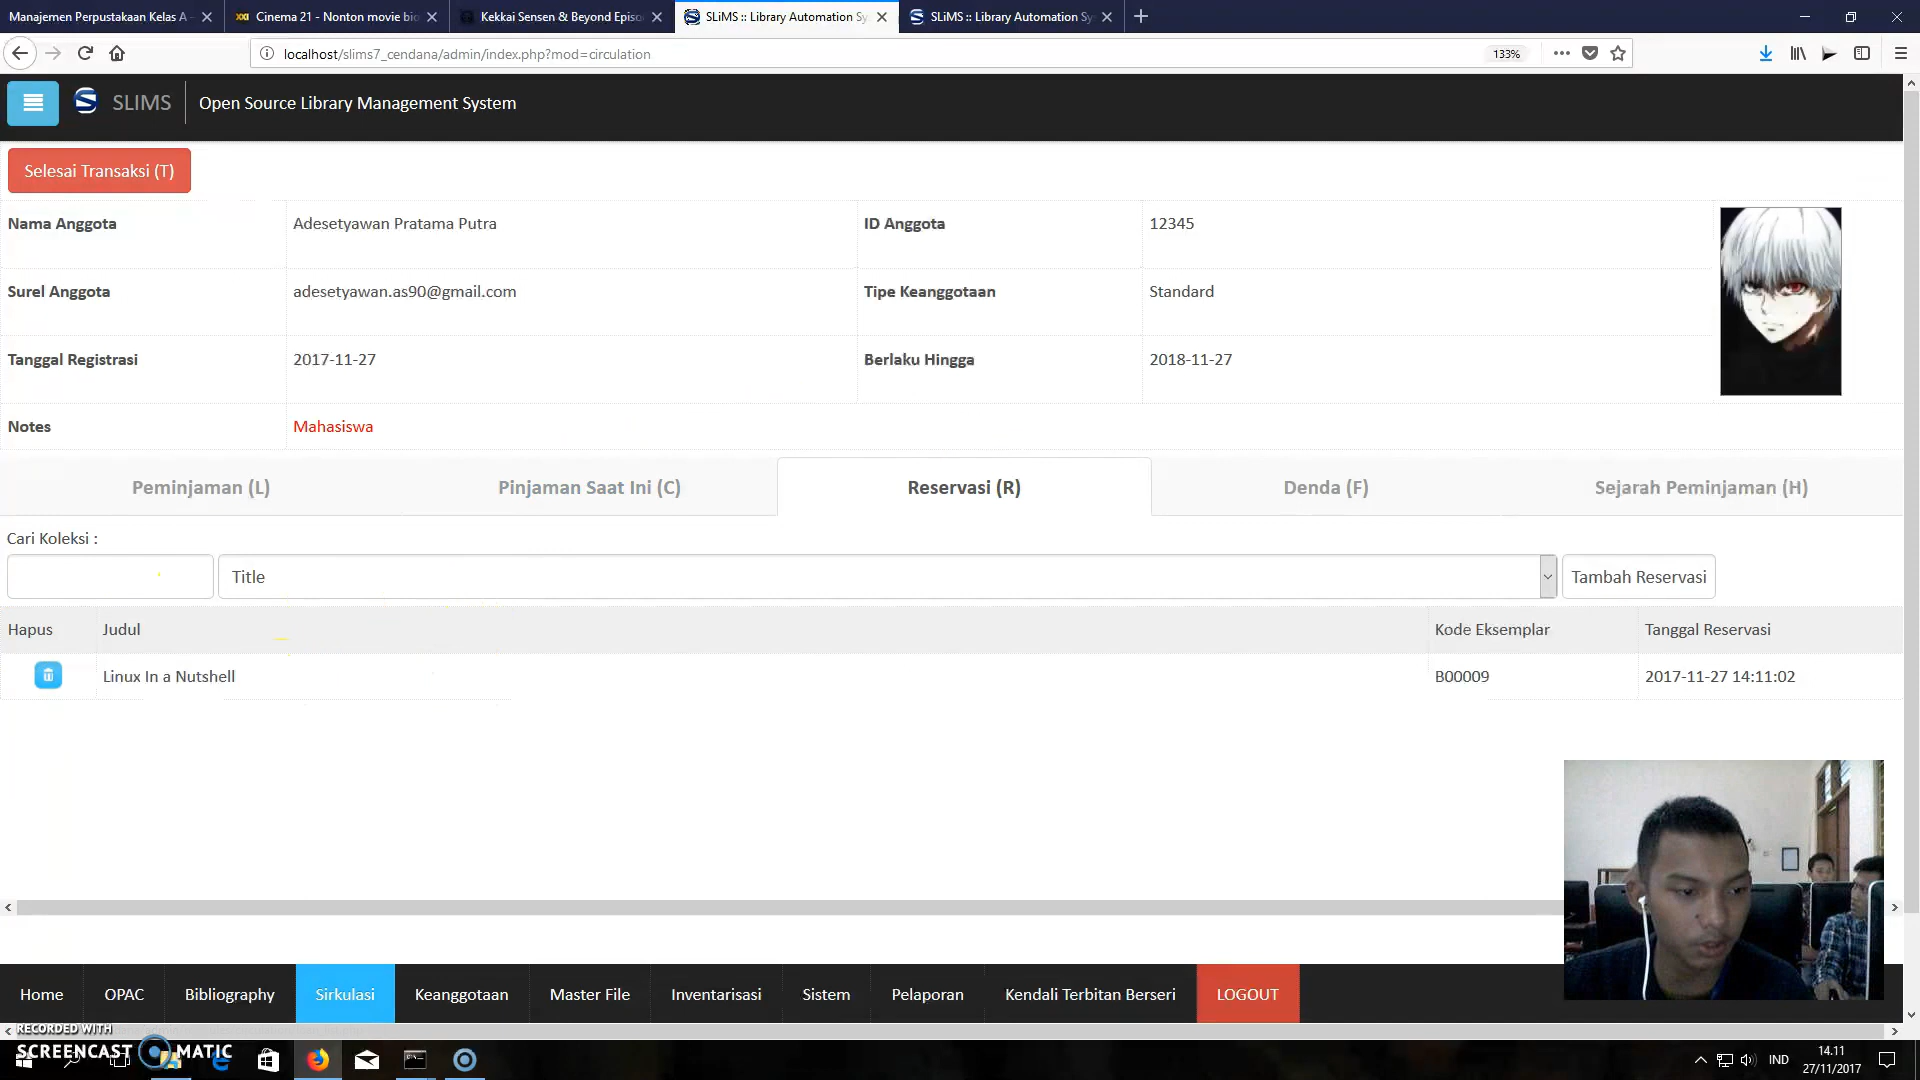 Manajemen Perpustakaan Kelas A -
Cinema 21 - Nonton movie bio
Kekkai Sensen & Beyond Episo
SLiMS :: Library Automation Sy
SLiMS :: Library Automation Sy
localhost/slims7_cendana/admin/index.php?mod=circulation
133%
SLIMS
Open Source Library Management System
Selesai Transaksi (T)
Nama Anggota
Adesetyawan Pratama Putra
ID Anggota
12345
Surel Anggota
adesetyawan.as90@gmail.com
Tipe Keanggotaan
Standard
Tanggal Registrasi
2017-11-27
Berlaku Hingga
2018-11-27
Notes
Mahasiswa
Peminjaman (L)
Pinjaman Saat Ini (C)
Reservasi (R)
Denda (F)
Sejarah Peminjaman (H)
Cari Koleksi :
Title
Tambah Reservasi
Hapus
Judul
Kode Eksemplar
Tanggal Reservasi
Linux In a Nutshell
B00009
2017-11-27 14:11:02
Home
OPAC
Bibliography
Sirkulasi
Keanggotaan
Master File
Inventarisasi
Sistem
Pelaporan
Kendali Terbitan Berseri
LOGOUT
RECORDED WITH
SCREENCAST MATIC
IND
14.11
27/11/2017